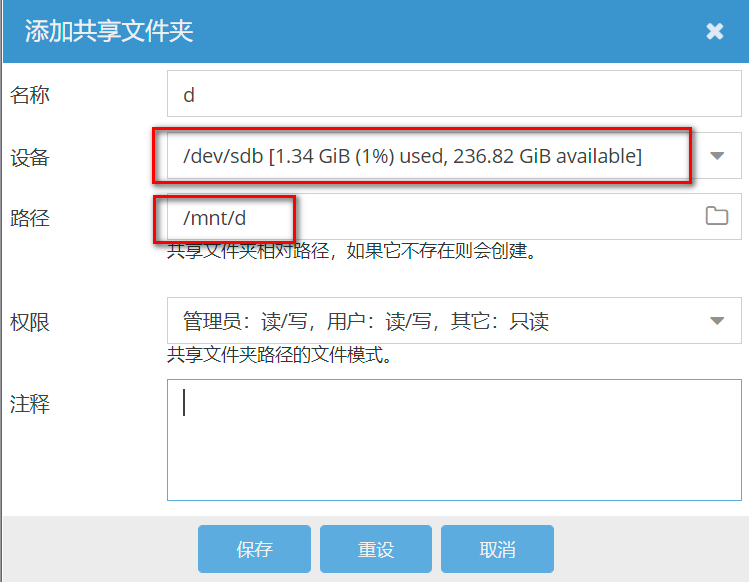 添加共享文件夹
名称
d
设备
/dev/sdb [1.34 GiB (1%) used, 236.82 GiB available]
路径
/mnt/d
共享文件夹相对路径，如果它不存在则会创建。
权限
管理员：读/写，用户：读/写，其它：只读
共享文件夹路径的文件模式。
注释
保存 重设 取消